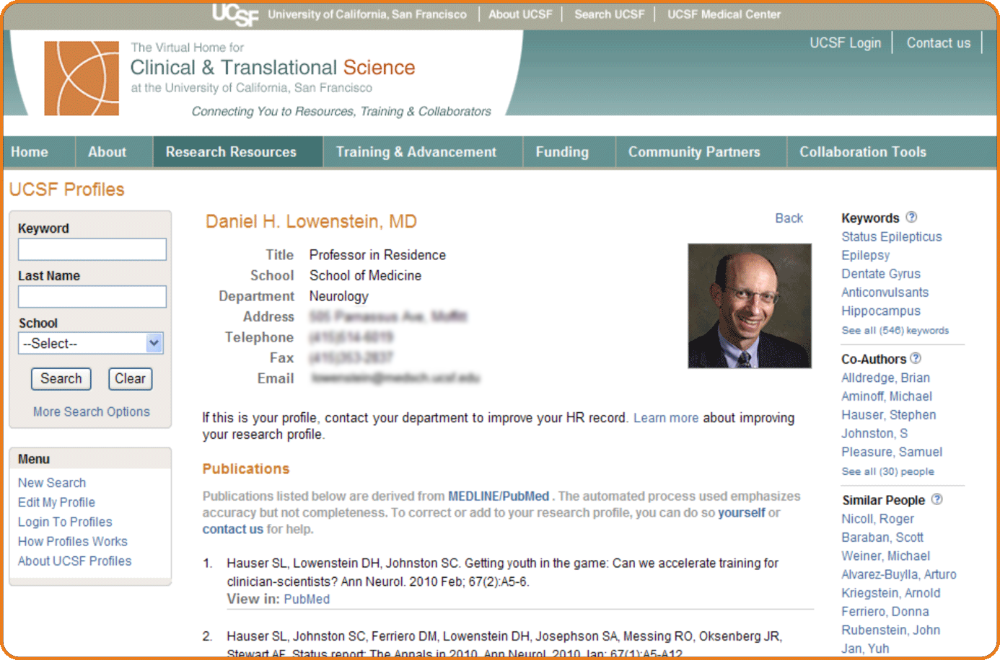 UCSF University of California, San Francisco About UCSF Search UCSF UCSF Medical Center
UCSF Login Contact us
The Virtual Home for
Clinical & Translational Science
at the University of California, San Francisco
Connecting You to Resources, Training & Collaborators
Home About Research Resources Training & Advancement Funding Community Partners Collaboration Tools
UCSF Profiles
Keyword
Last Name
School
--Select--
Search Clear
More Search Options
Menu
New Search
Edit My Profile
Login To Profiles
How Profiles Works
About UCSF Profiles
Daniel H. Lowenstein, MD
Back
Title Professor in Residence
School School of Medicine
Department Neurology
Address
Telephone
Fax
Email
If this is your profile, contact your department to improve your HR record. Learn more about improving
your research profile.
Publications
Publications listed below are derived from MEDLINE/PubMed . The automated process used emphasizes
accuracy but not completeness. To correct or add to your research profile, you can do so yourself or
contact us for help.
1. Hauser SL, Lowenstein DH, Johnston SC. Getting youth in the game: Can we accelerate training for
clinician-scientists? Ann Neurol. 2010 Feb; 67(2):A5-6.
View in: PubMed
2. Hauser SL, Johnston SC, Ferriero DM, Lowenstein DH, Josephson SA, Messing RO, Oksenberg JR,
Stewart AF. Status report: The Annals in 2010. Ann Neurol. 2010 Jan; 67(1):A5-A12.
Keywords ?
Status Epilepticus
Epilepsy
Dentate Gyrus
Anticonvulsants
Hippocampus
See all (546) keywords
Co-Authors ?
Alldredge, Brian
Aminoff, Michael
Hauser, Stephen
Johnston, S
Pleasure, Samuel
See all (30) people
Similar People ?
Nicoll, Roger
Baraban, Scott
Weiner, Michael
Alvarez-Buylla, Arturo
Kriegstein, Arnold
Ferriero, Donna
Rubenstein, John
Jan, Yuh